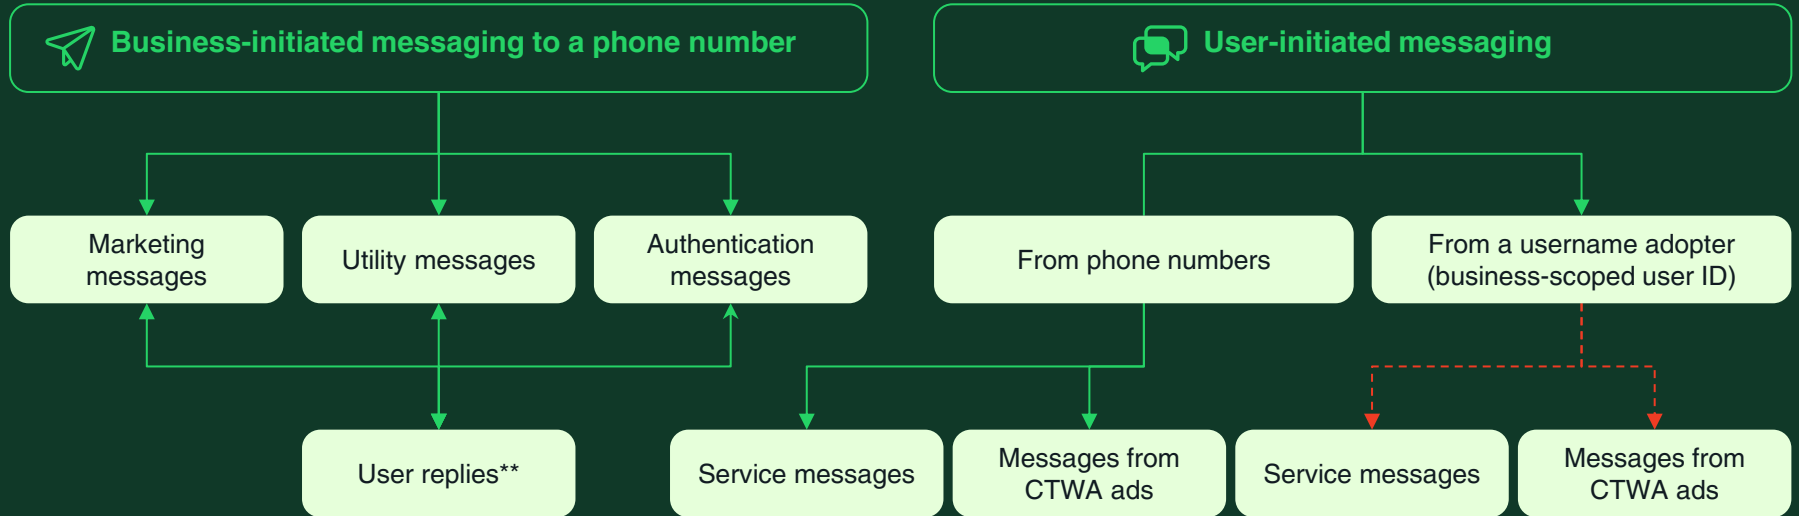 Business-initiated messaging to a phone number
User-initiated messaging
Marketing
messages
Utility messages
Authentication
messages
From phone numbers
From a username adopter
(business-scoped user ID)
User replies**
Service messages
Messages from
CTWA ads
Service messages
Messages from
CTWA ads